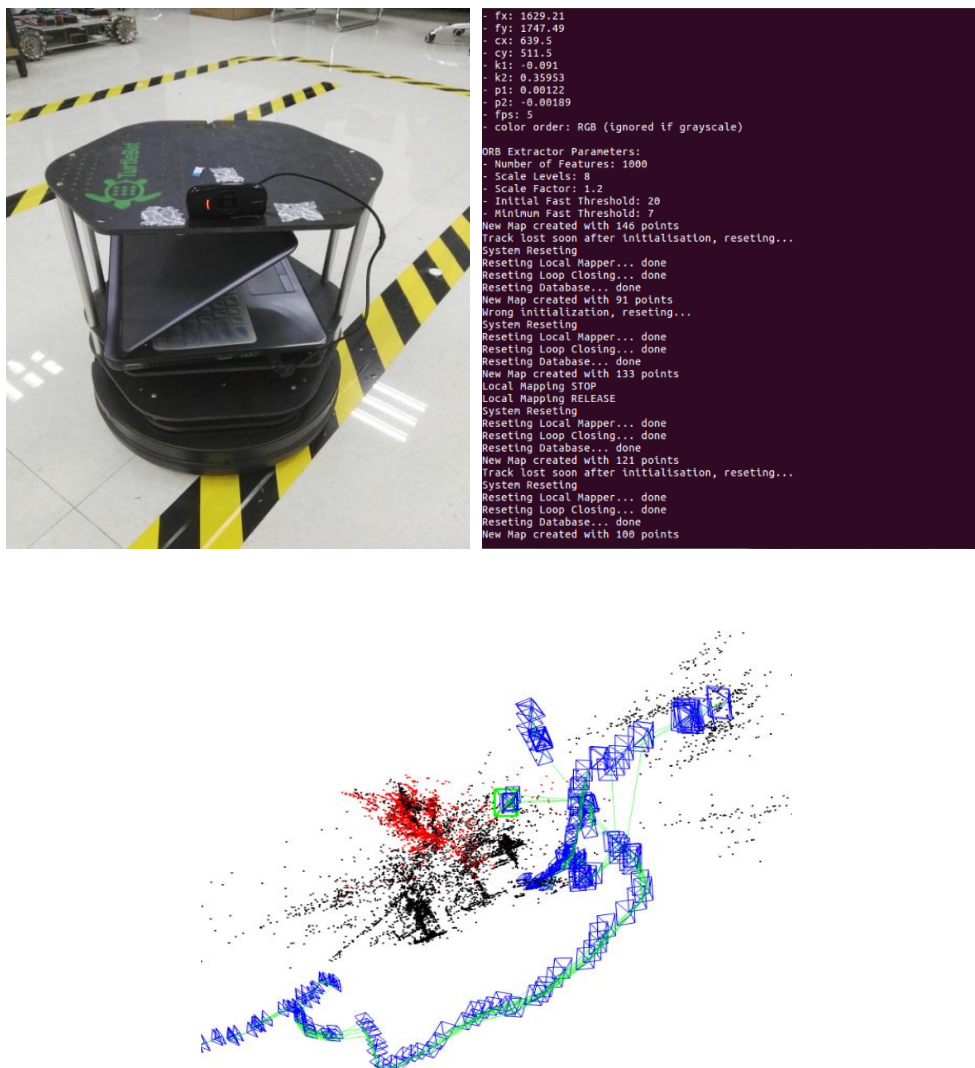 TurtleBot
- fx: 1629.21
- fy: 1747.49
- cx: 639.5
- cy: 511.5
- k1: -0.091
- k2: 0.35953
- p1: 0.00122
- p2: -0.00189
- fps: 5
- color order: RGB (ignored if grayscale)
ORB Extractor Parameters:
- Number of Features: 1000
- Scale Levels: 8
- Scale Factor: 1.2
- Initial Fast Threshold: 20
- Minimum Fast Threshold: 7
New Map created with 146 points
Track lost soon after initialisation, reseting...
System Reseting
Reseting Local Mapper... done
Reseting Loop Closing... done
Reseting Database... done
New Map created with 91 points
Wrong initialization, reseting...
System Reseting
Reseting Local Mapper... done
Reseting Loop Closing... done
Reseting Database... done
New Map created with 133 points
Local Mapping STOP
Local Mapping RELEASE
System Reseting
Reseting Local Mapper... done
Reseting Loop Closing... done
Reseting Database... done
New Map created with 121 points
Track lost soon after initialisation, reseting...
System Reseting
Reseting Local Mapper... done
Reseting Loop Closing... done
Reseting Database... done
New Map created with 100 points